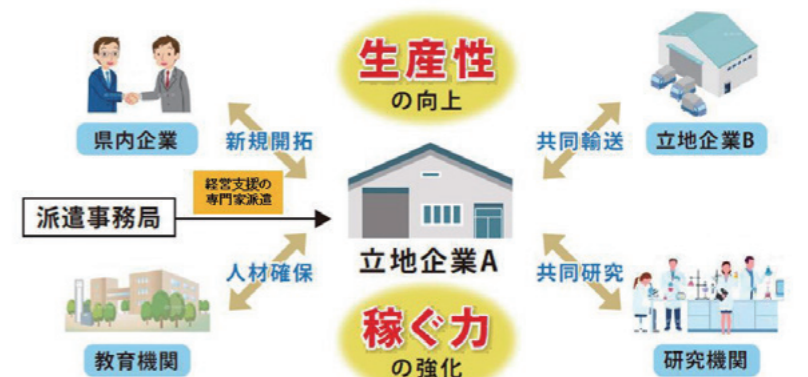 生産性
の向上
県内企業
新規開拓
共同輸送
立地企業B
経営支援の
専門家派遣
派遣事務局
立地企業A
人材確保
共同研究
教育機関
稼ぐ力
の強化
研究機関